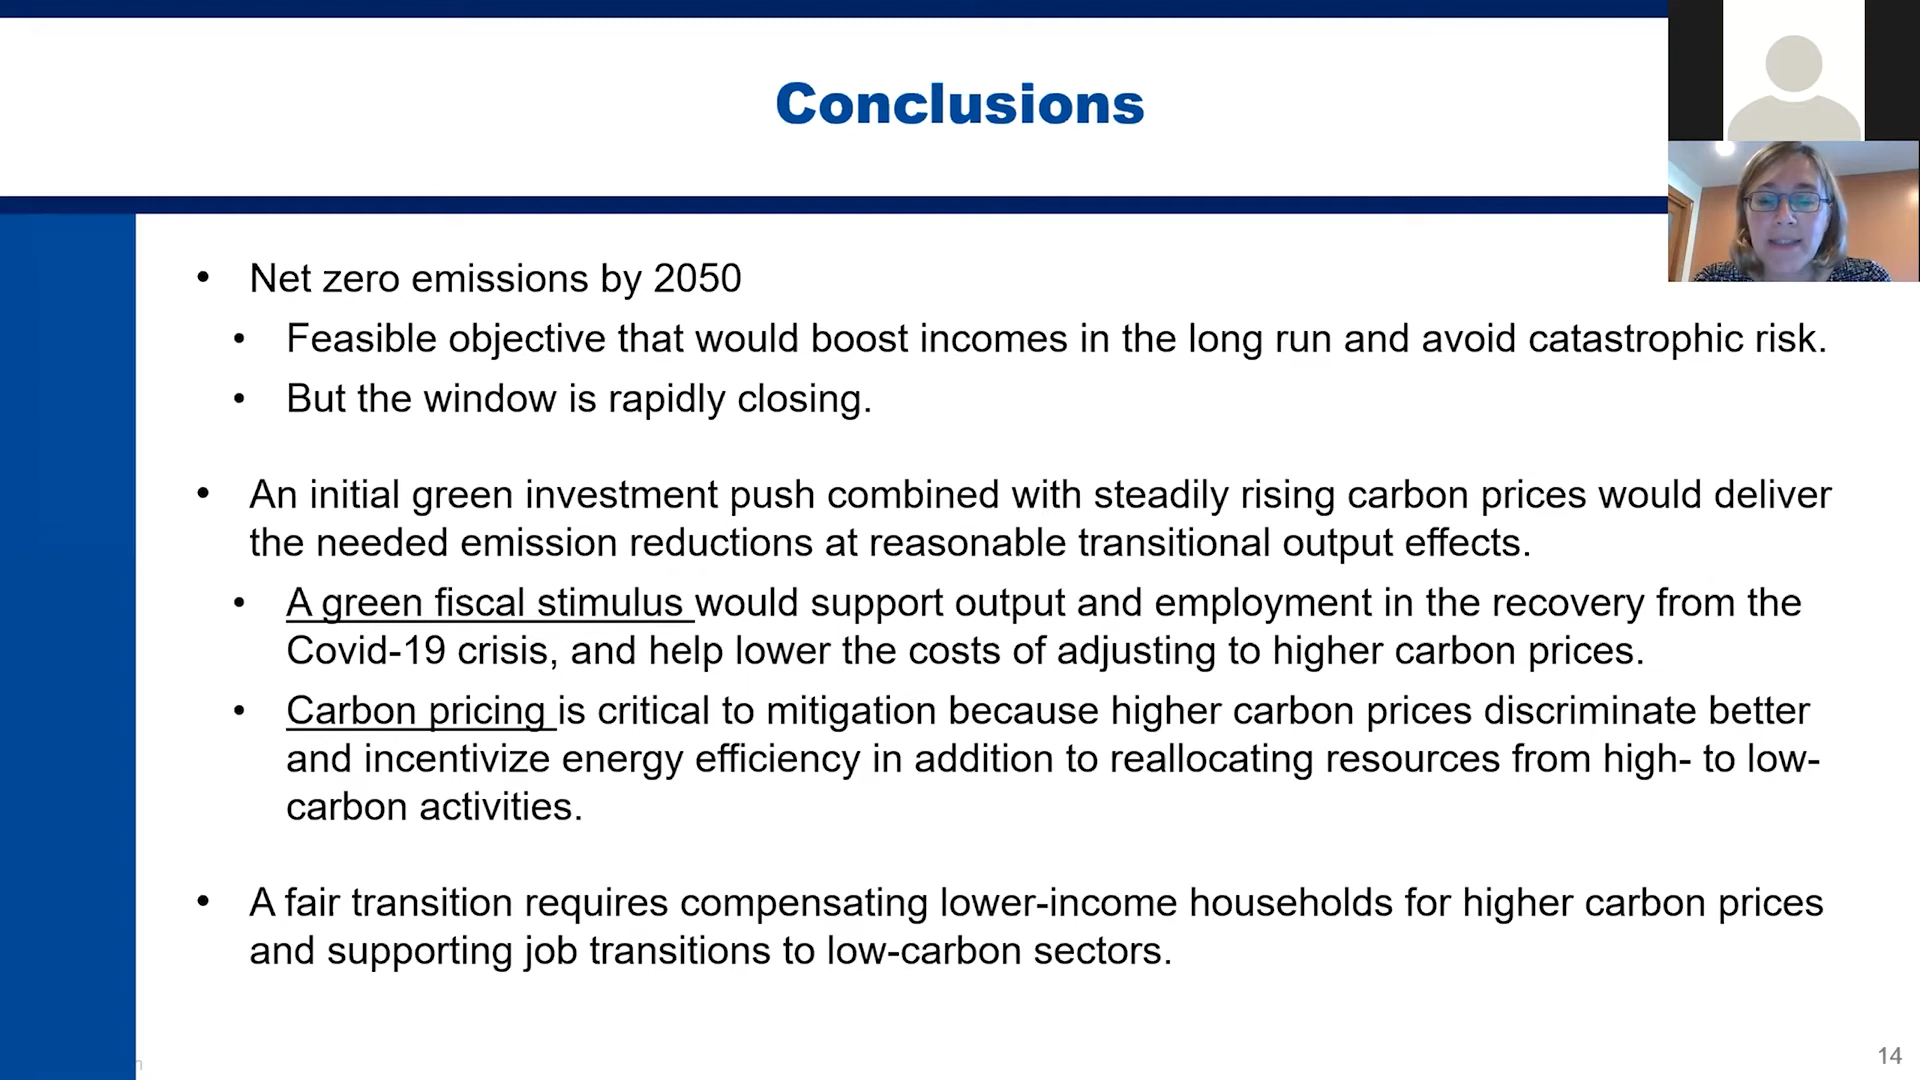 Conclusions
• Net zero emissions by 2050
• Feasible objective that would boost incomes in the long run and avoid catastrophic risk.
• But the window is rapidly closing.
• An initial green investment push combined with steadily rising carbon prices would deliver
the needed emission reductions at reasonable transitional output effects.
• A green fiscal stimulus would support output and employment in the recovery from the
Covid-19 crisis, and help lower the costs of adjusting to higher carbon prices.
• Carbon pricing is critical to mitigation because higher carbon prices discriminate better
and incentivize energy efficiency in addition to reallocating resources from high- to low-
carbon activities.
• A fair transition requires compensating lower-income households for higher carbon prices
and supporting job transitions to low-carbon sectors.
14